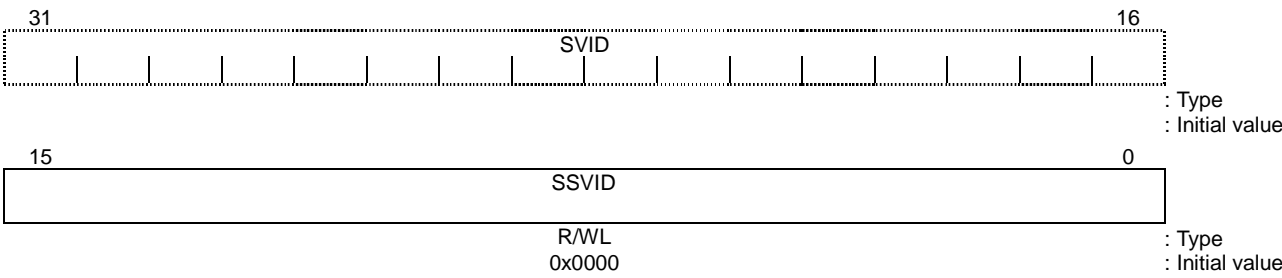 31 16
SVID
: Type
: Initial value
15 0
SSVID
R/WL : Type
0x0000 : Initial value